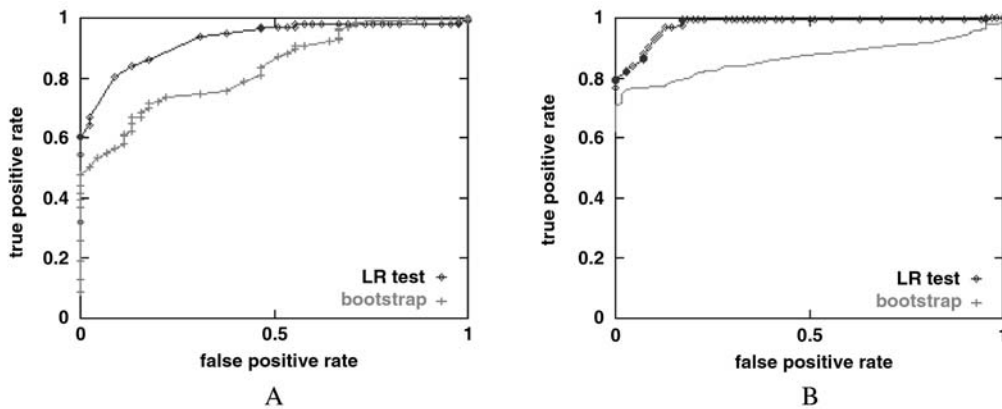 1
0.8
0.6
0.4
0.2
0
true positive rate
LR test
bootstrap
0 0.5 1
false positive rate
A
1
0.8
0.6
0.4
0.2
0
true positive rate
LR test
bootstrap
0 0.5 1
false positive rate
B